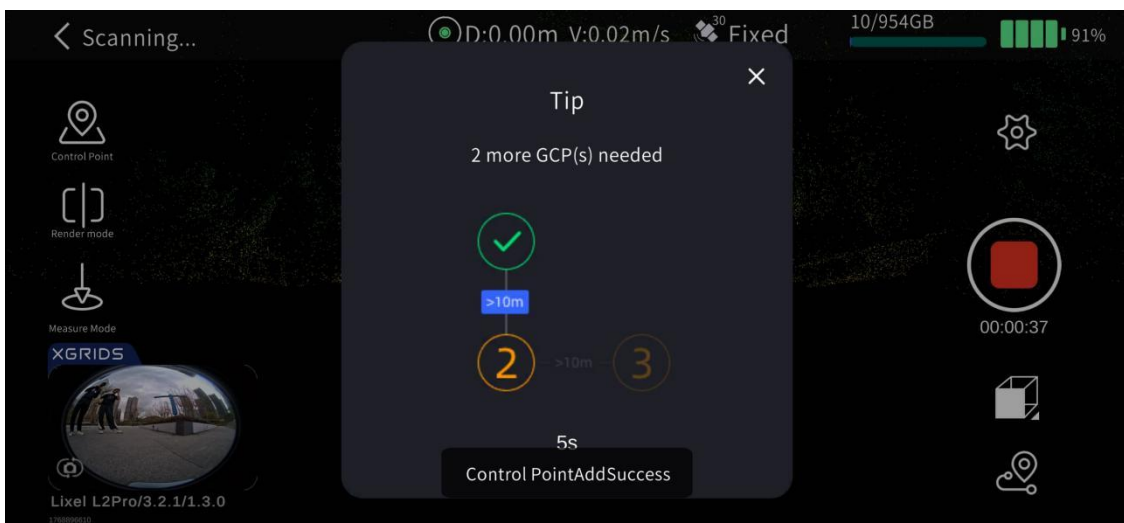 Scanning...
D:0.00m V:0.02m/s
30
Fixed
10/954GB
91%
Tip
2 more GCP(s) needed
Control Point
Render mode
>10m
Measure Mode
2
>10m
3
00:00:37
XGRIDS
5s
Control PointAddSuccess
Lixel L2Pro/3.2.1/1.3.0